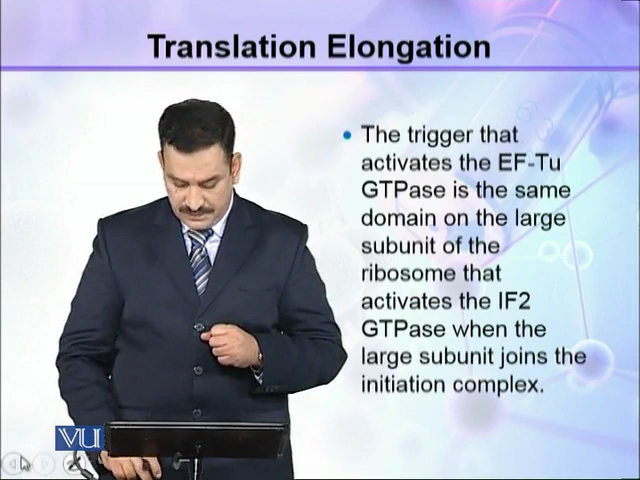 Translation Elongation
• The trigger that
activates the EF-Tu
GTPase is the same
domain on the large
subunit of the
ribosome that
activates the IF2
GTPase when the
large subunit joins the
initiation complex.
VU